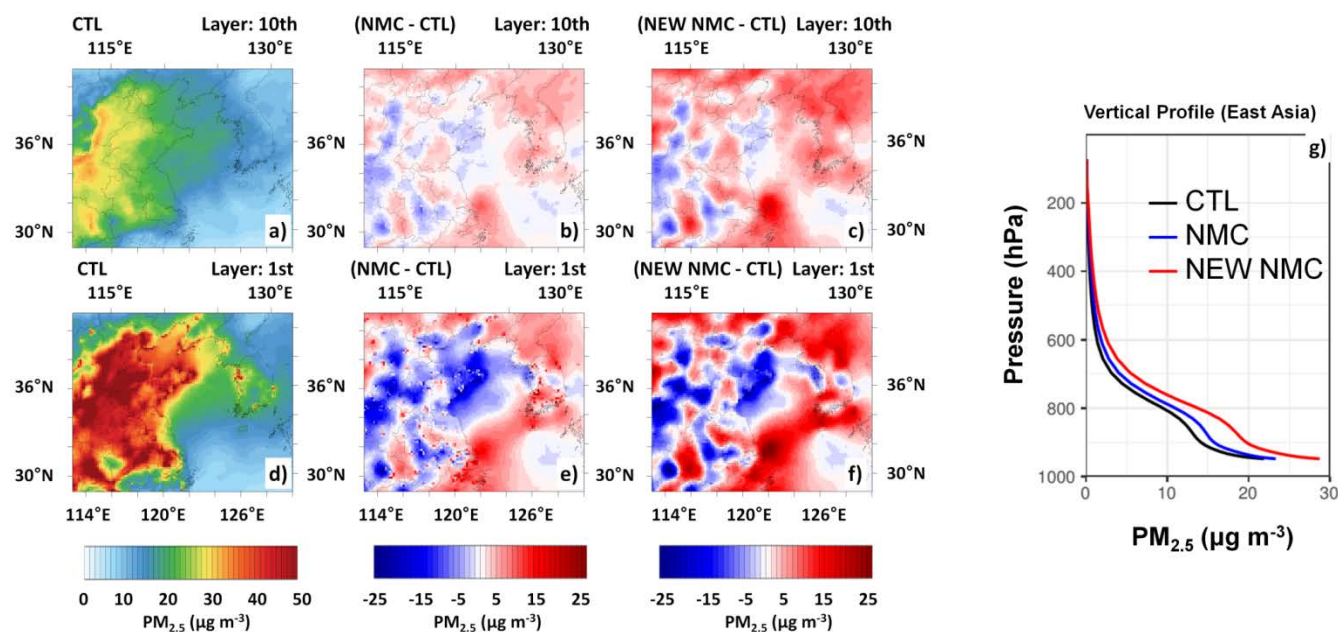 CTL Layer: 10th
115°E 130°E
36°N
30°N
a)
(NMC - CTL) Layer: 10th
115°E 130°E
36°N
30°N
b)
(NEW NMC - CTL) Layer: 10th
115°E 130°E
36°N
30°N
c)
CTL Layer: 1st
115°E 130°E
36°N
30°N
d)
114°E 120°E 126°E
(NMC - CTL) Layer: 1st
115°E 130°E
36°N
30°N
e)
114°E 120°E 126°E
(NEW NMC - CTL) Layer: 1st
115°E 130°E
36°N
30°N
f)
114°E 120°E 126°E
0 10 20 30 40 50
PM2.5 (µg m-3)
-25 -15 -5 5 15 25
PM2.5 (µg m-3)
-25 -15 -5 5 15 25
PM2.5 (µg m-3)
Vertical Profile (East Asia)
g)
CTL
NMC
NEW NMC
Pressure (hPa)
200
400
600
800
1000
0 10 20 30
PM2.5 (µg m-3)